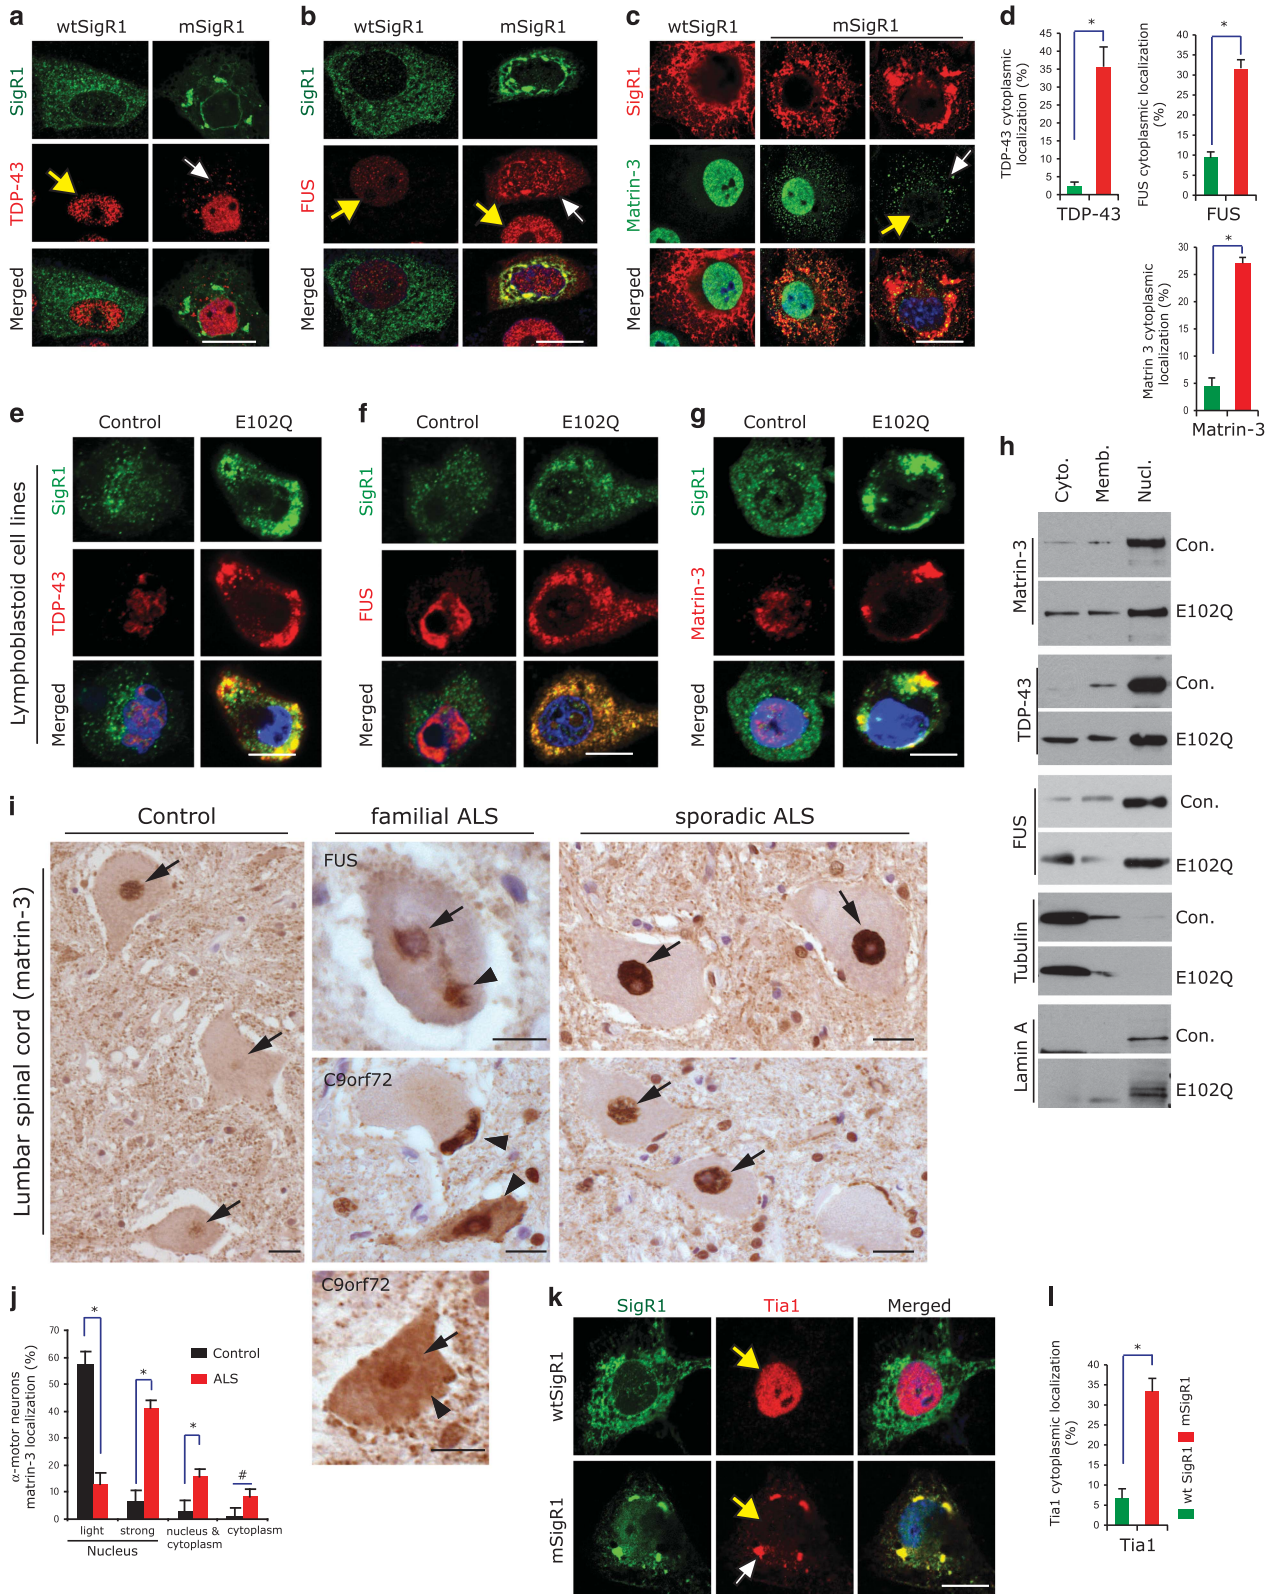 a
wtSigR1 mSigR1
SigR1
TDP-43
Merged
b
wtSigR1 mSigR1
SigR1
FUS
Merged
c
wtSigR1 mSigR1
SigR1
Matrin-3
Merged
d
TDP-43 cytoplasmic
localization (%)
45
40
35
30
25
20
15
10
5
0
*
TDP-43
FUS cytoplasmic localization
(%)
40
35
30
25
20
15
10
5
0
*
FUS
Matrin 3 cytoplasmic
localization (%)
30
25
20
15
10
5
0
*
Matrin-3
Lymphoblastoid cell lines
e
Control E102Q
SigR1
TDP-43
Merged
f
Control E102Q
SigR1
FUS
Merged
g
Control E102Q
SigR1
Matrin-3
Merged
h
Cyto. Memb. Nucl.
Matrin-3
Con.
E102Q
TDP-43
Con.
E102Q
FUS
Con.
E102Q
Tubulin
Con.
E102Q
Lamin A
Con.
E102Q
i
Control familial ALS sporadic ALS
Lumbar spinal cord (matrin-3)
FUS
C9orf72
C9orf72
j
α-motor neurons
matrin-3 localization (%)
70
60
50
40
30
20
10
0
*
*
*
#
Control
ALS
light strong nucleus & cytoplasm
cytoplasm
Nucleus
k
SigR1 Tia1 Merged
wtSigR1
mSigR1
l
Tia1 cytoplasmic localization
(%)
40
35
30
25
20
15
10
5
0
*
Tia1
wt SigR1 mSigR1